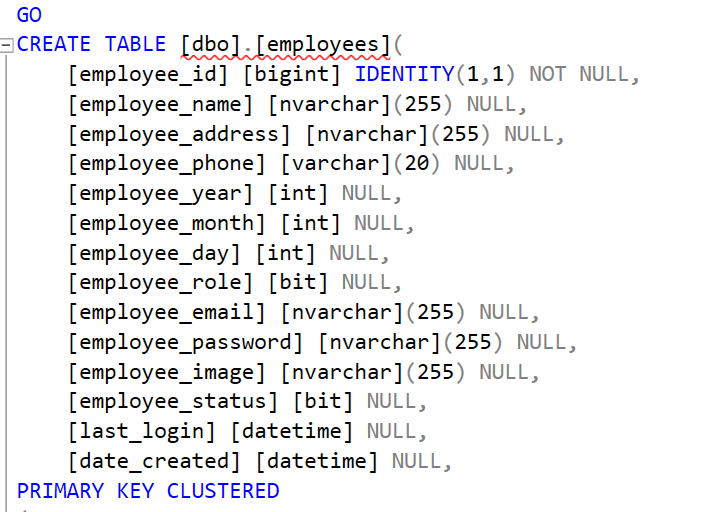 GO
CREATE TABLE [dbo].[employees](
[employee_id] [bigint] IDENTITY(1,1) NOT NULL,
[employee_name] [nvarchar](255) NULL,
[employee_address] [nvarchar](255) NULL,
[employee_phone] [varchar](20) NULL,
[employee_year] [int] NULL,
[employee_month] [int] NULL,
[employee_day] [int] NULL,
[employee_role] [bit] NULL,
[employee_email] [nvarchar](255) NULL,
[employee_password] [nvarchar](255) NULL,
[employee_image] [nvarchar](255) NULL,
[employee_status] [bit] NULL,
[last_login] [datetime] NULL,
[date_created] [datetime] NULL,
PRIMARY KEY CLUSTERED